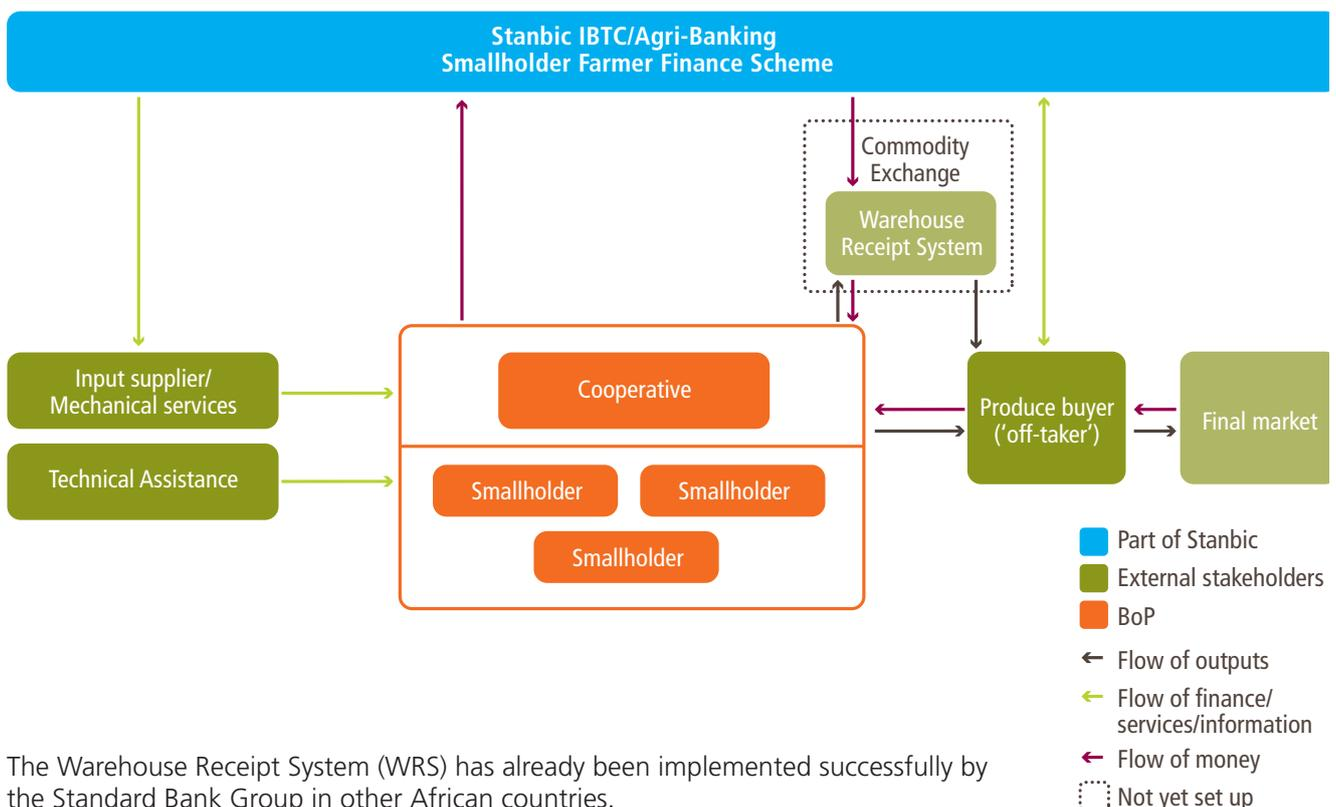 Stanbic IBTC/Agri-Banking
Smallholder Farmer Finance Scheme
Commodity
Exchange
Warehouse
Receipt System
Input supplier/
Mechanical services
Technical Assistance
Cooperative
Smallholder
Smallholder
Smallholder
Produce buyer
('off-taker')
Final market
Part of Stanbic
External stakeholders
BoP
Flow of outputs
Flow of finance/
services/information
Flow of money
Not yet set up
The Warehouse Receipt System (WRS) has already been implemented successfully by
the Standard Bank Group in other African countries.